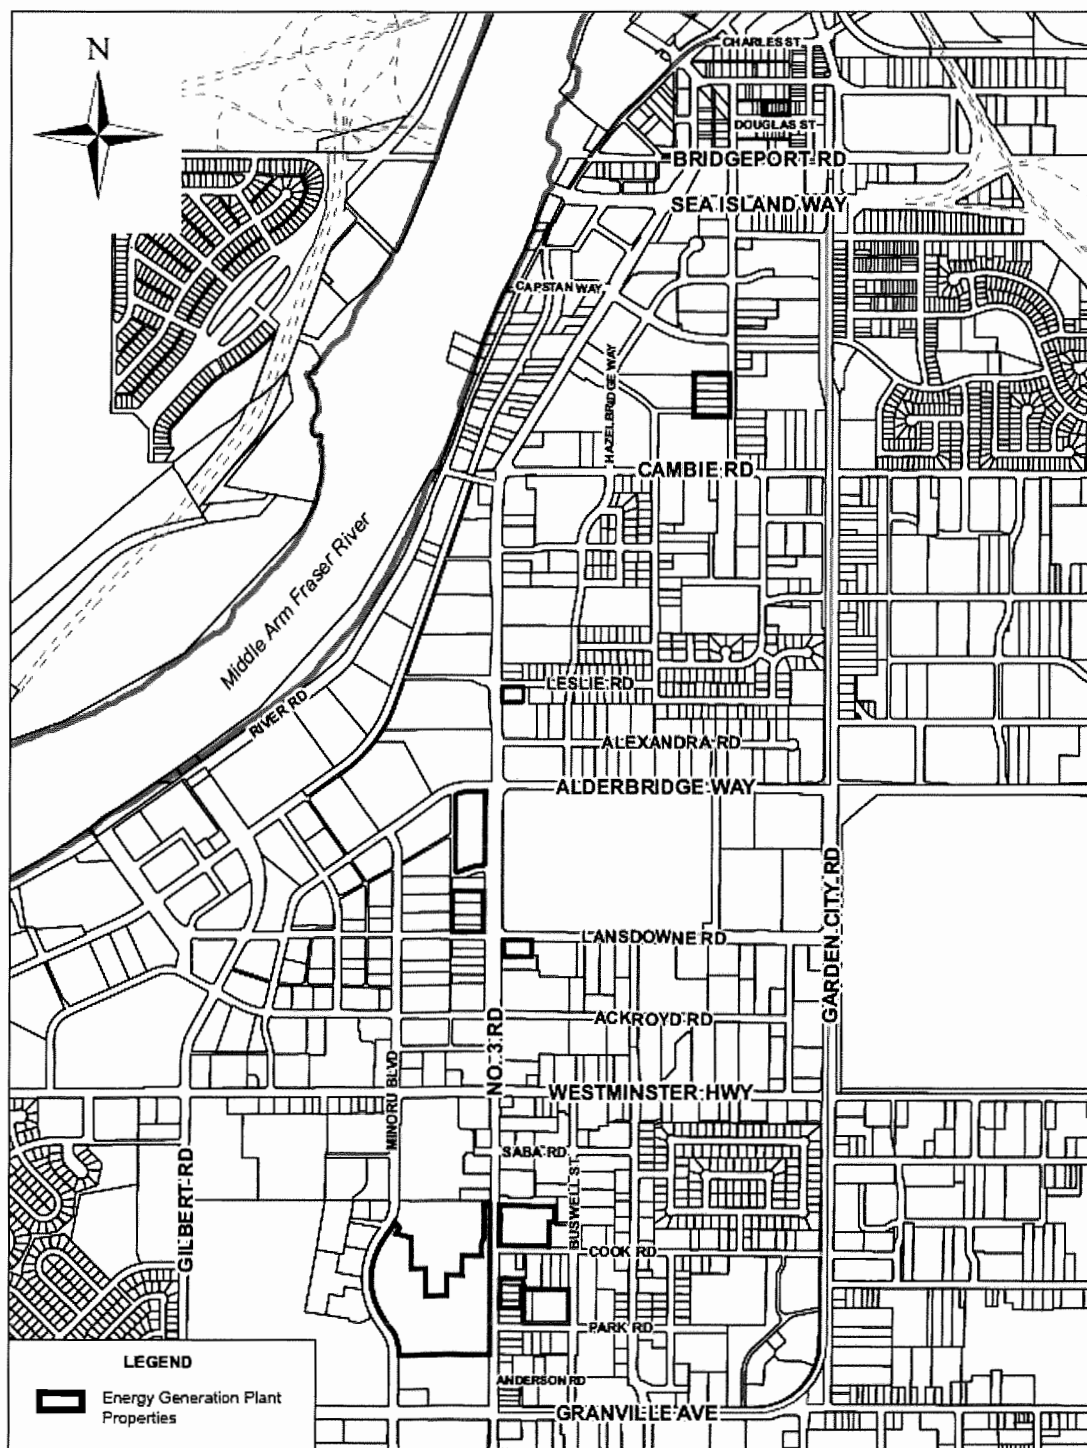 N
CHARLES ST
DOUGLAS ST
BRIDGEPORT RD
SEA ISLAND WAY
CAPSTAN WAY
HAZELBRIDGE WAY
CAMBIE RD
Middle Arm Fraser River
RIVER RD
LESLIE RD
ALEXANDRA RD
ALDERBRIDGE WAY
GARDEN CITY RD
LANSDOWNE RD
ACKROYD RD
NO. 3 RD
MINORU BLVD
WESTMINSTER HWY
SABA RD
BUSWELL ST
GILBERT RD
COOK RD
PARK RD
ANDERSON RD
GRANVILLE AVE
LEGEND
Energy Generation Plant
Properties